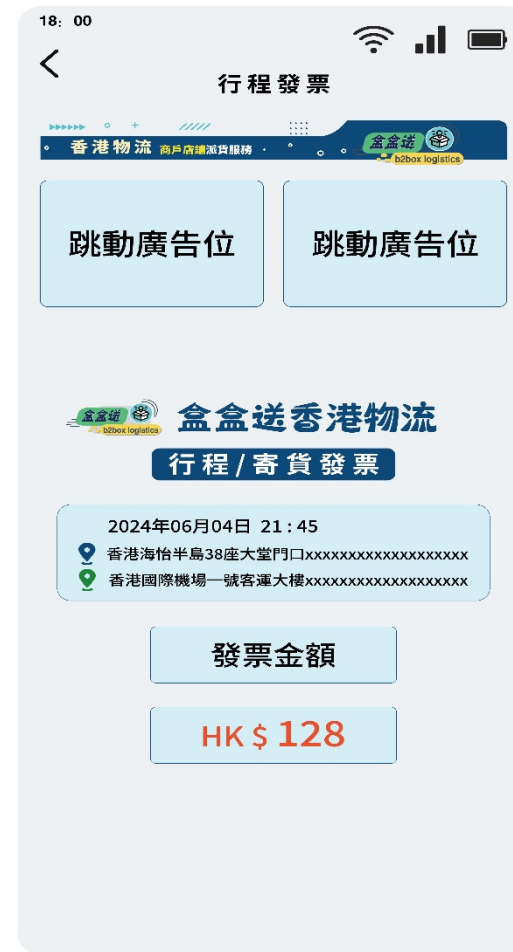 18: 00
行程發票
香港物流 商戶店鋪派貨服務 · 盒盒送
b2box logistics
跳動廣告位 跳動廣告位
盒盒送 盒盒送香港物流
b2box logistics
行程/寄貨發票
2024年06月04日 21:45
香港海怡半島38座大堂門口xxxxxxxxxxxxxxxxxxx
香港國際機場一號客運大樓xxxxxxxxxxxxxxxxxxx
發票金額
HK $ 128